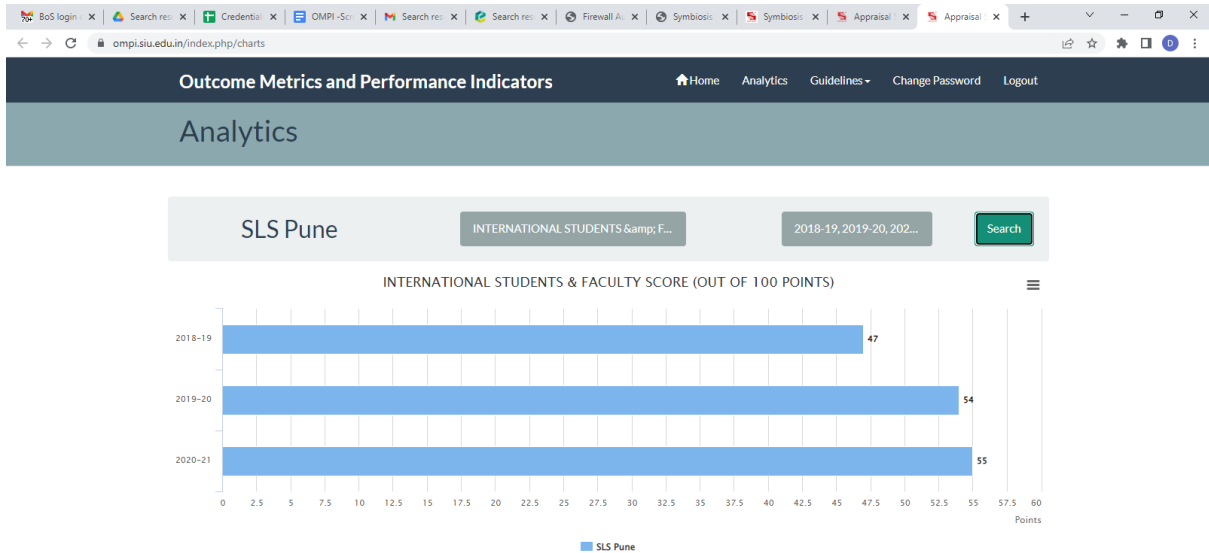 70+ BoS login Search res Credential OMPI -Scr Search res Search res Firewall Au Symbiosis Symbiosis Appraisal Appraisal
ompi.siu.edu.in/index.php/charts D
Outcome Metrics and Performance Indicators Home Analytics Guidelines Change Password Logout
Analytics
SLS Pune INTERNATIONAL STUDENTS &amp; F... 2018-19, 2019-20, 202... Search
INTERNATIONAL STUDENTS & FACULTY SCORE (OUT OF 100 POINTS)
2018-19 47
2019-20 54
2020-21 55
0 2.5 5 7.5 10 12.5 15 17.5 20 22.5 25 27.5 30 32.5 35 37.5 40 42.5 45 47.5 50 52.5 55 57.5 60
Points
SLS Pune